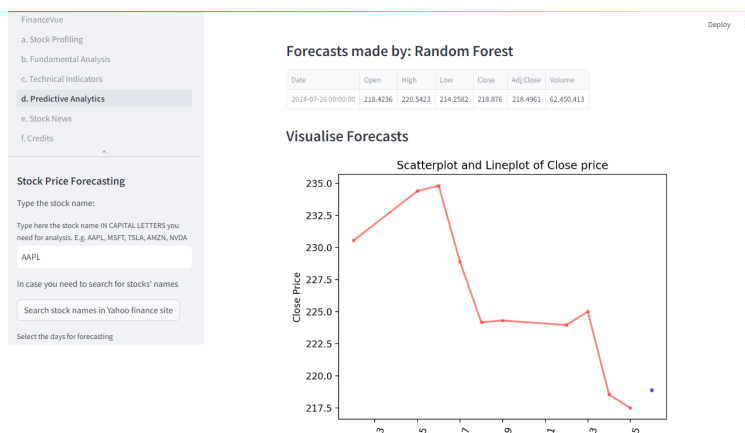 FinanceVue
a. Stock Profiling
b. Fundamental Analysis
c. Technical Indicators
d. Predictive Analytics
e. Stock News
f. Credits
Stock Price Forecasting
Type the stock name:
Type here the stock name IN CAPITAL LETTERS you
need for analysis. E.g. AAPL, MSFT, TSLA, AMZN, NVDA
AAPL
In case you need to search for stocks' names
Search stock names in Yahoo finance site
Select the days for forecasting
Deploy
Forecasts made by: Random Forest
Date Open High Low Close Adj Close Volume
2024-07-26 00:00:00 218.4236 220.5423 214.2582 218.876 218.4961 62,450,413
Visualise Forecasts
Scatterplot and Lineplot of Close price
235.0
232.5
230.0
227.5
225.0
222.5
220.0
217.5
Close Price